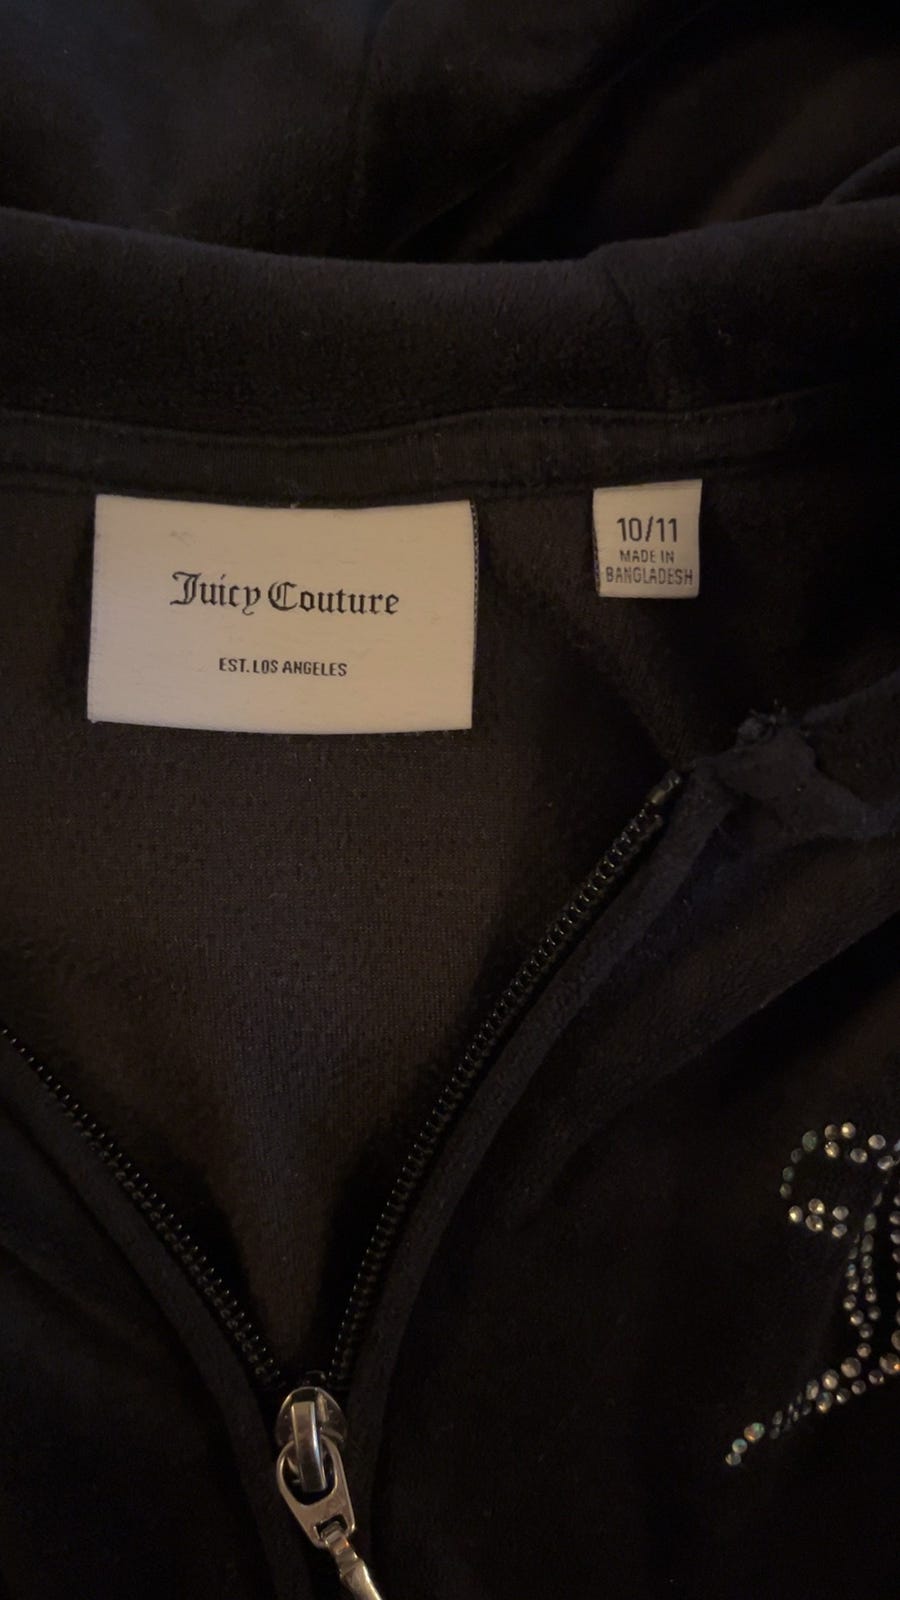 Juicy Couture
EST. LOS ANGELES
10/11
MADE IN
BANGLADESH